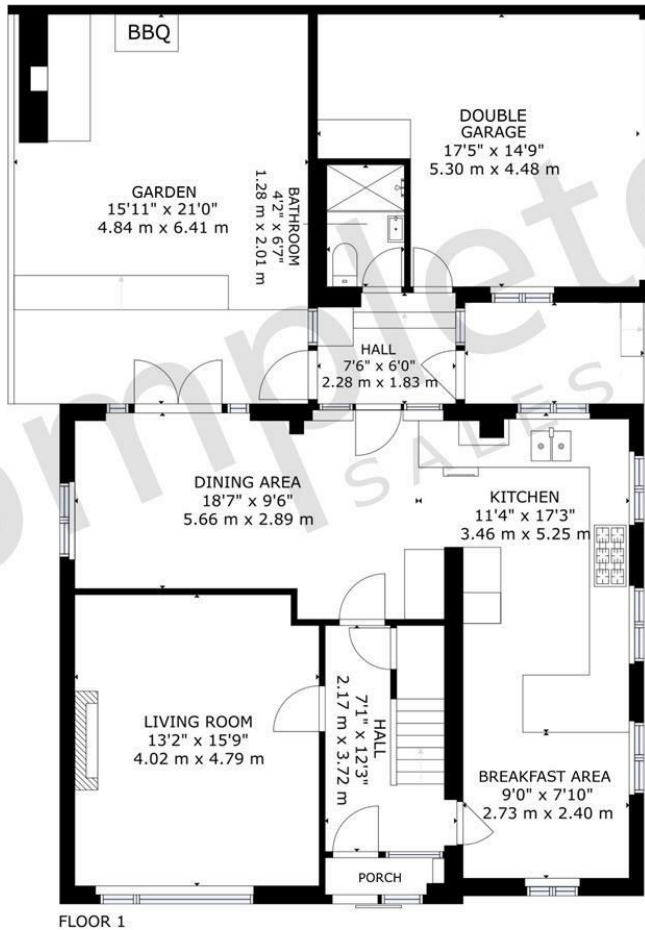 BBQ
DOUBLE
GARAGE
17'5" x 14'9"
5.30 m x 4.48 m
GARDEN
15'11" x 21'0"
4.84 m x 6.41 m
BATHROOM
4'2" x 6'7"
1.28 m x 2.01 m
HALL
7'6" x 6'0"
2.28 m x 1.83 m
DINING AREA
18'7" x 9'6"
5.66 m x 2.89 m
KITCHEN
11'4" x 17'3"
3.46 m x 5.25 m
LIVING ROOM
13'2" x 15'9"
4.02 m x 4.79 m
HALL
7'1" x 12'3"
2.17 m x 3.72 m
BREAKFAST AREA
9'0" x 7'10"
2.73 m x 2.40 m
PORCH
FLOOR 1
omplete
SALES